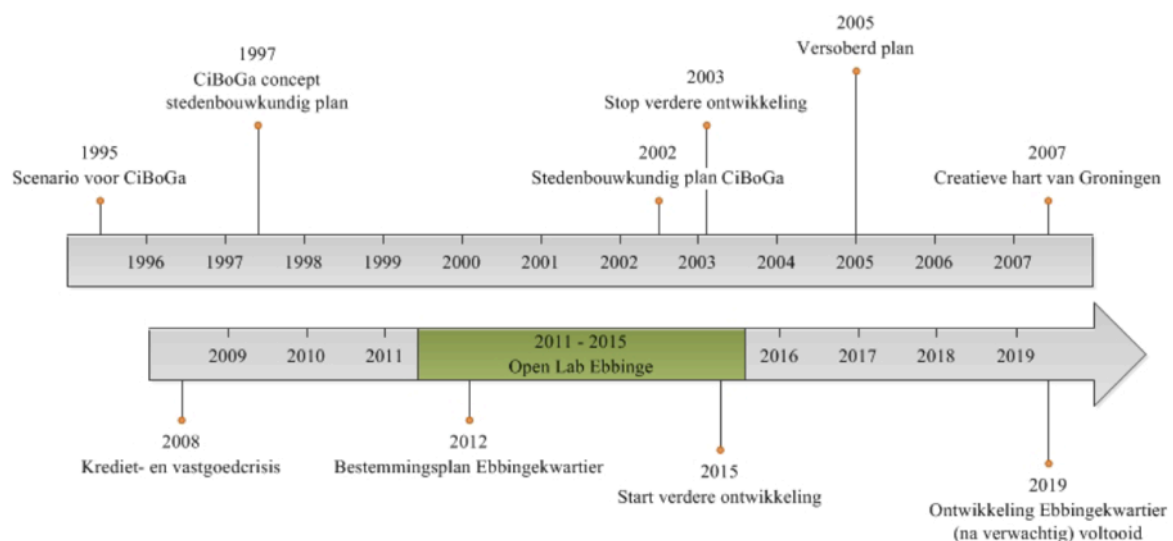 2005
Versoberd plan
1997
CiBoGa concept
stedenbouwkundig plan
2003
Stop verdere ontwikkeling
1995
Scenario voor CiBoGa
2002
Stedenbouwkundig plan CiBoGa
2007
Creatieve hart van Groningen
1996 1997 1998 1999 2000 2001 2002 2003 2004 2005 2006 2007
2009 2010 2011 2016 2017 2018 2019
2011 - 2015
Open Lab Ebbinge
2008
Krediet- en vastgoedcrisis
2012
Bestemmingsplan Ebbingekwartier
2015
Start verdere ontwikkeling
2019
Ontwikkeling Ebbingekwartier
(na verwachtig) voltooid